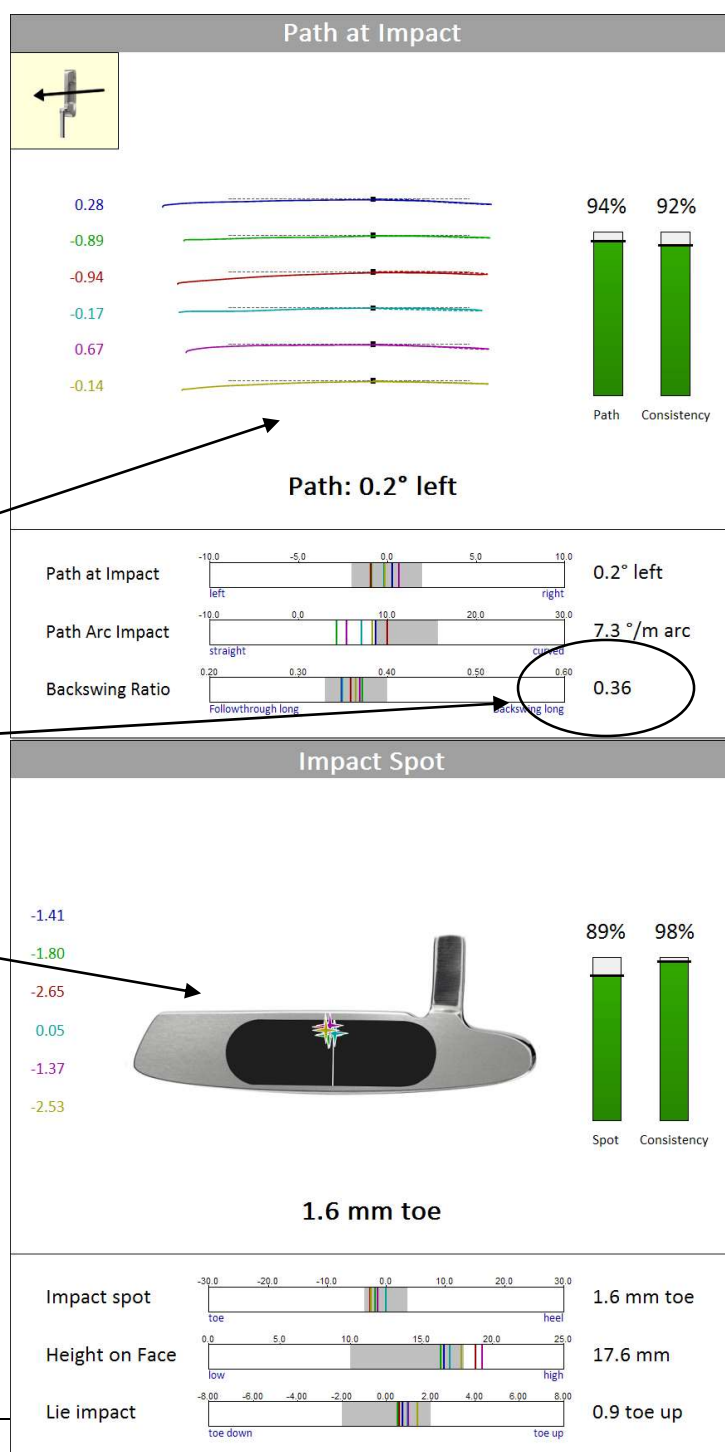 Path at Impact
0.28
-0.89
-0.94
-0.17
0.67
-0.14
94% 92%
Path Consistency
Path: 0.2° left
-10.0 -5,0 0,0 5,0 10.0
Path at Impact 0.2° left
left right
-10.0 0.0 10.0 20.0 30.0
Path Arc Impact 7.3 °/m arc
straight curved
0.20 0.30 0.40 0.50 0.60
Backswing Ratio 0.36
Followthrough long Backswing long
Impact Spot
-1.41
-1.80
-2.65
0.05
-1.37
-2.53
89% 98%
Spot Consistency
1.6 mm toe
-30.0 -20.0 -10.0 0.0 10.0 20.0 30.0
Impact spot 1.6 mm toe
toe heel
0.0 5,0 10.0 15.0 20.0 25.0
Height on Face 17.6 mm
low high
-8.00 -6.00 -4.00 -2.00 0.00 2.00 4.00 6.00 8.00
Lie impact 0.9 toe up
toe down toe up